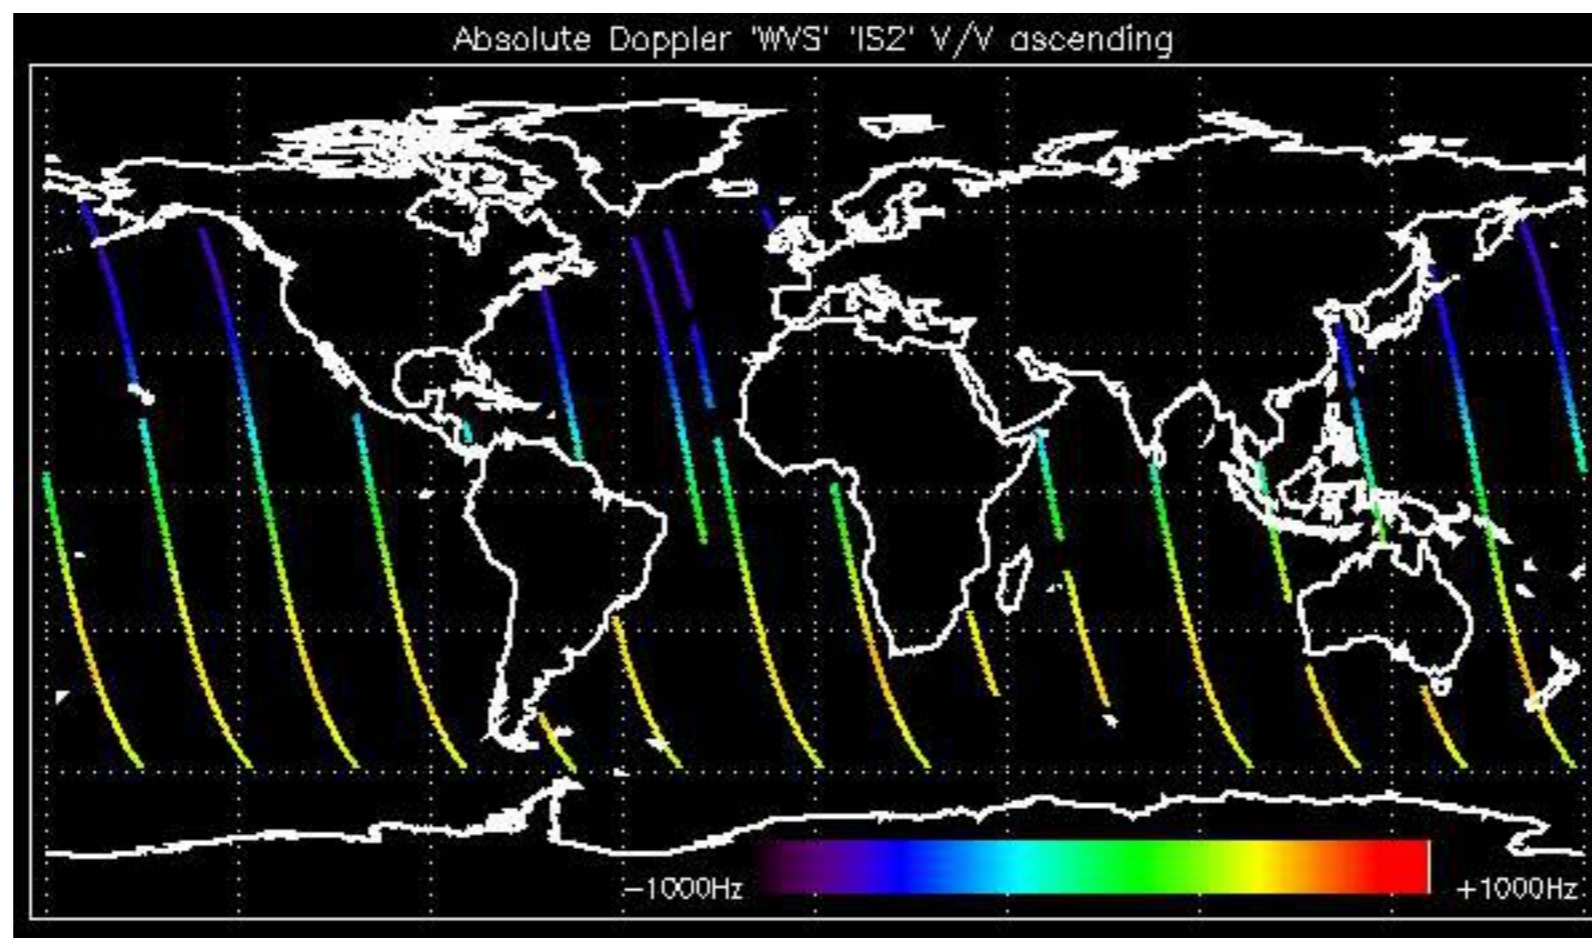 Absolute Doppler 'WVS' 'IS2' V/V ascending
−1000Hz
+1000Hz